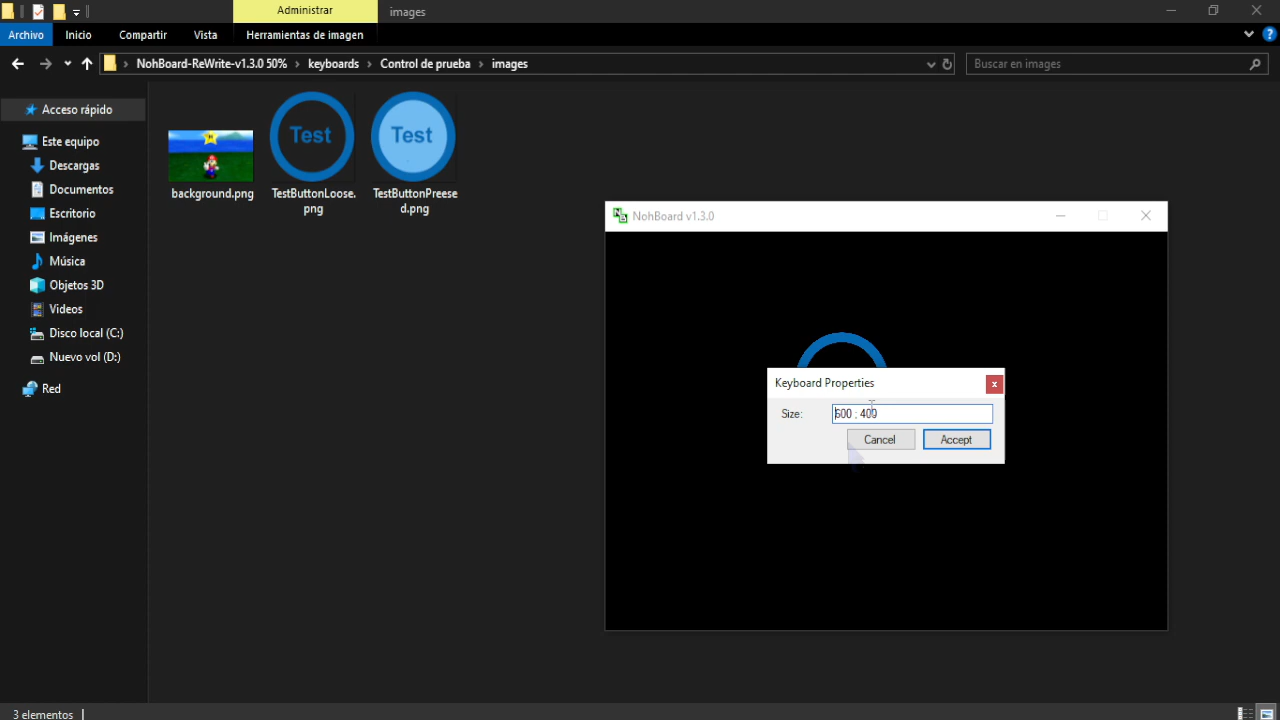 Administrar
images
Archivo
Inicio
Compartir
Vista
Herramientas de imagen
NohBoard-ReWrite-v1.3.0 50%
keyboards
Control de prueba
images
Buscar en images
Acceso rápido
Este equipo
Descargas
Documentos
Escritorio
Imágenes
Música
Objetos 3D
Videos
Disco local (C:)
Nuevo vol (D:)
Red
Test
Test
background.png
TestButtonLoose.
png
TestButtonPreese
d.png
NohBoard v1.3.0
Keyboard Properties
Size:
600 ; 400
Cancel
Accept
3 elementos